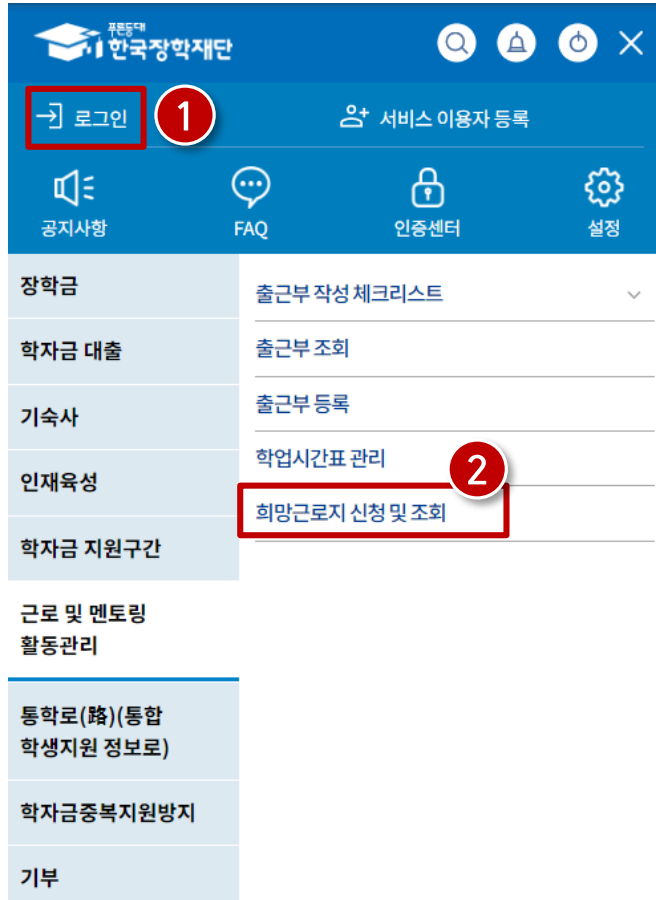 푸른등대
한국장학재단
로그인
1
서비스 이용자 등록
공지사항
FAQ
인증센터
설정
장학금
학자금 대출
기숙사
인재육성
학자금 지원구간
근로 및 멘토링
활동관리
통학로(路)(통합
학생지원 정보로)
학자금중복지원방지
기부
출근부 작성 체크리스트
출근부 조회
출근부 등록
학업시간표 관리
2
희망근로지 신청 및 조회